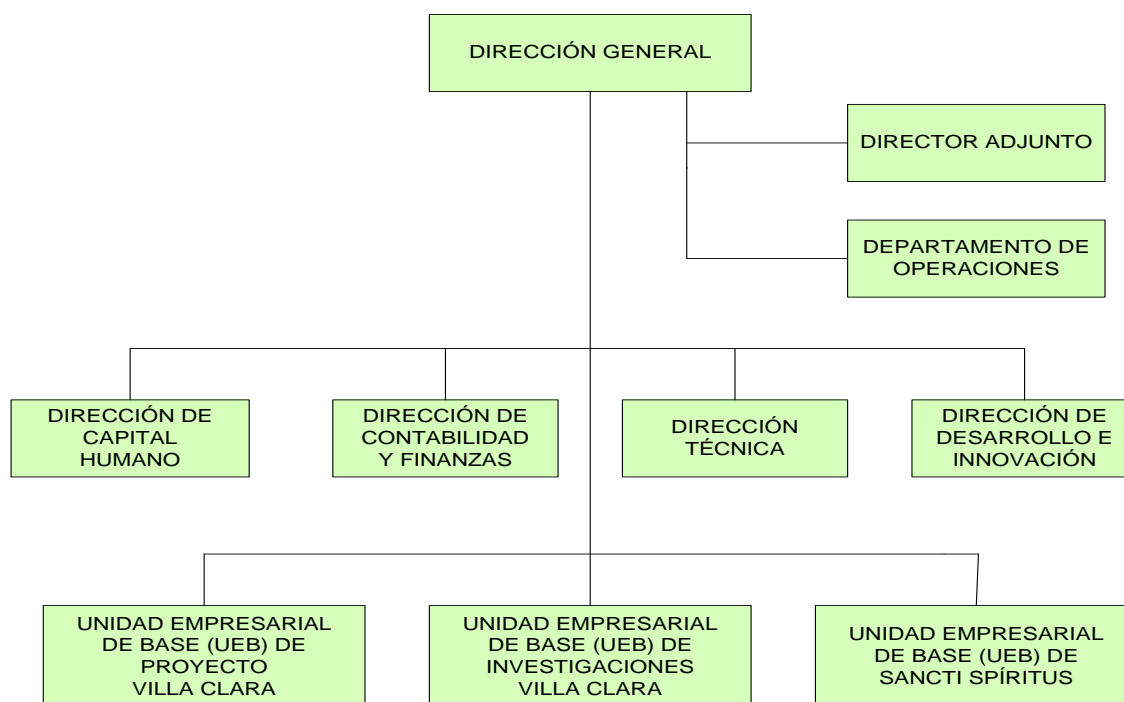 DIRECCIÓN GENERAL
DIRECTOR ADJUNTO
DEPARTAMENTO DE
OPERACIONES
DIRECCIÓN DE
CAPITAL
HUMANO
DIRECCIÓN DE
CONTABILIDAD
Y FINANZAS
DIRECCIÓN
TÉCNICA
DIRECCIÓN DE
DESARROLLO E
INNOVACIÓN
UNIDAD EMPRESARIAL
DE BASE (UEB) DE
PROYECTO
VILLA CLARA
UNIDAD EMPRESARIAL
DE BASE (UEB) DE
INVESTIGACIONES
VILLA CLARA
UNIDAD EMPRESARIAL
DE BASE (UEB) DE
SANCTI SPÍRITUS